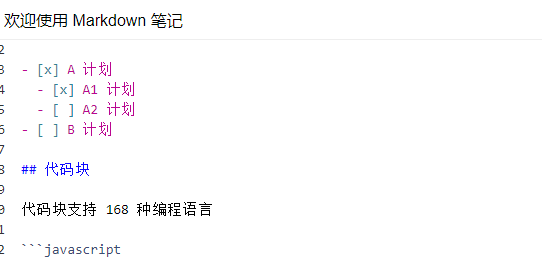 欢迎使用 Markdown 笔记
2
3 - [x] A 计划
4   - [x] A1 计划
5   - [ ] A2 计划
6 - [ ] B 计划
7
8 ## 代码块
9
0 代码块支持 168 种编程语言
1
2 ```javascript